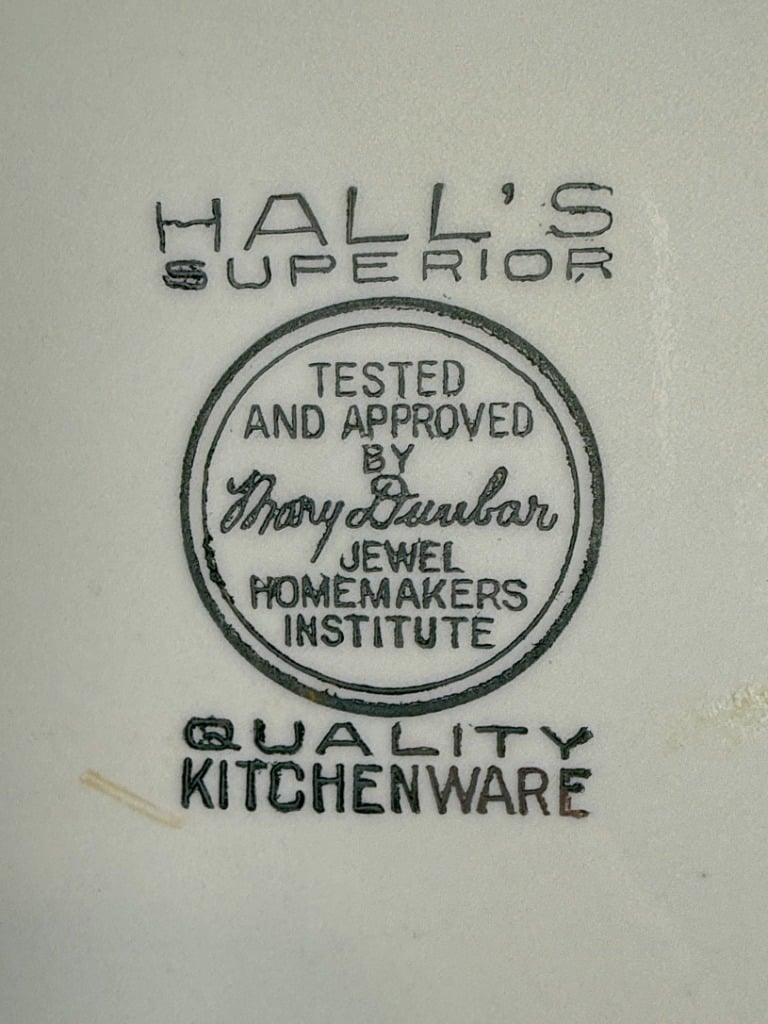 HALL'S
SUPERIOR
TESTED
AND APPROVED
BY
Mary Dunbar
JEWEL
HOMEMAKERS
INSTITUTE
QUALITY
KITCHENWARE